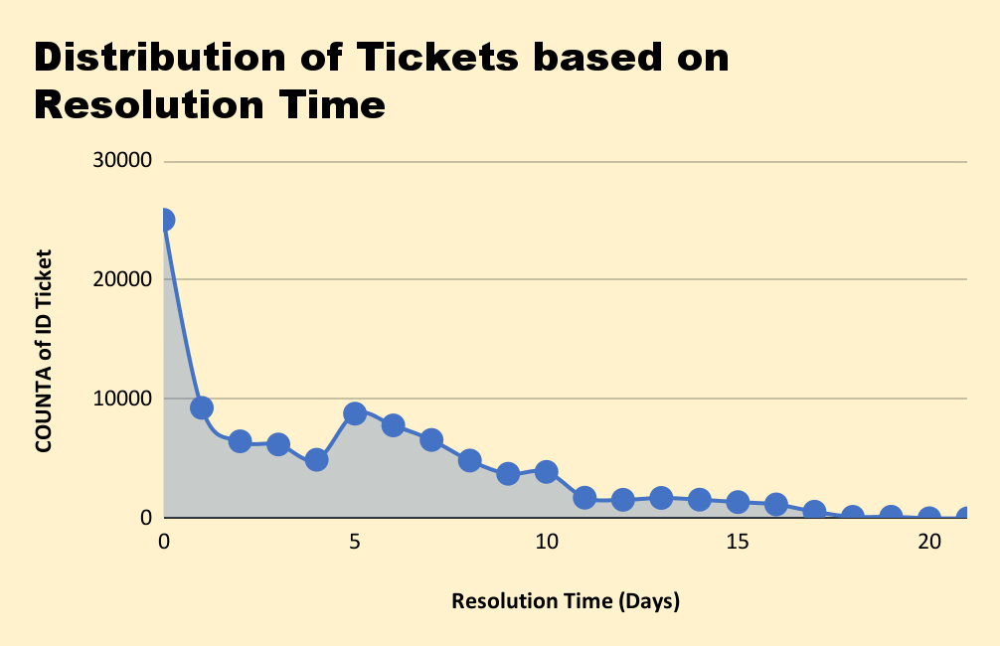 Distribution of Tickets based on
Resolution Time
30000
20000
10000
0
COUNTA of ID Ticket
0 5 10 15 20
Resolution Time (Days)